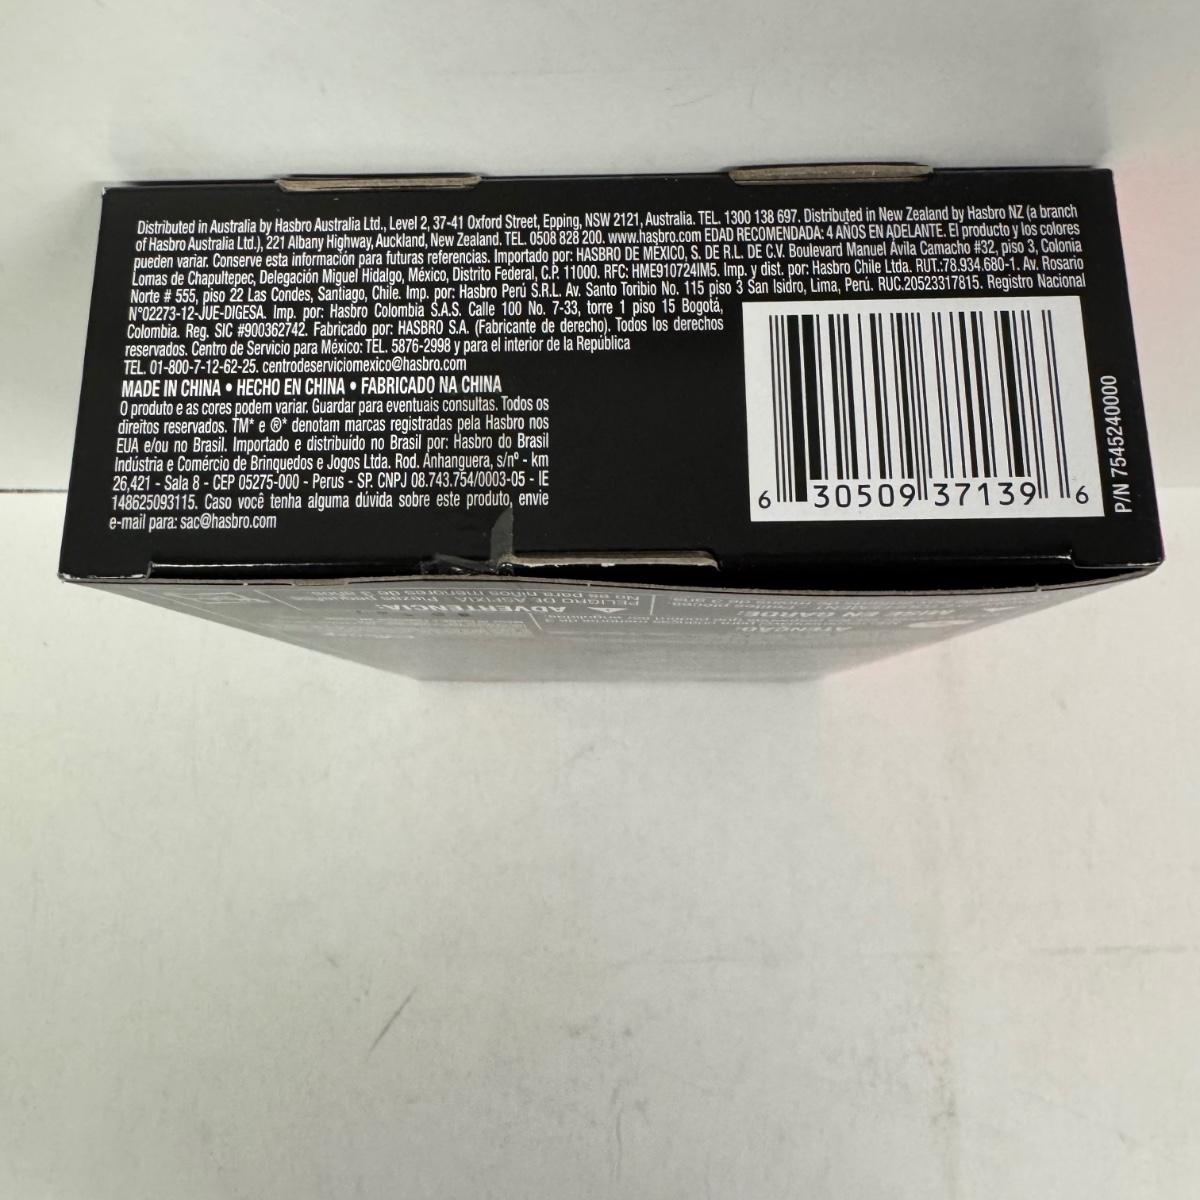 Distributed in Australia by Hasbro Australia Ltd., Level 2, 37-41 Oxford Street, Epping, NSW 2121, Australia. TEL. 1300 138 697. Distributed in New Zealand by Hasbro NZ (a branch
of Hasbro Australia Ltd.), 221 Albany Highway, Auckland, New Zealand. TEL. 0508 828 200. www.hasbro.com EDAD RECOMENDADA: 4 AÑOS EN ADELANTE. El producto y los colores
pueden variar. Conserve esta información para futuras referencias. Importado por: HASBRO DE MÉXICO, S. DE R.L. DE C.V. Boulevard Manuel Ávila Camacho #32, piso 3, Colonia
Lomas de Chapultepec, Delegación Miguel Hidalgo, México, Distrito Federal, C.P. 11000. RFC: HME910724IM5. Imp. y dist. por: Hasbro Chile Ltda. RUT.:78.934.680-1. Av. Rosario
Norte # 555, piso 22 Las Condes, Santiago, Chile. Imp. por: Hasbro Perú S.R.L. Av. Santo Toribio No. 115 piso 3 San Isidro, Lima, Perú. RUC.20523317815. Registro Nacional
N°02273-12-JUE-DIGESA. Imp. por: Hasbro Colombia S.A.S. Calle 100 No. 7-33, torre 1 piso 15 Bogotá,
Colombia. Reg. SIC #900362742. Fabricado por: HASBRO S.A. (Fabricante de derecho). Todos los derechos
reservados. Centro de Servicio para México: TEL. 5876-2998 y para el interior de la República
TEL. 01-800-7-12-62-25. centrodeserviciomexico@hasbro.com
MADE IN CHINA • HECHO EN CHINA • FABRICADO NA CHINA
O produto e as cores podem variar. Guardar para eventuais consultas. Todos os
direitos reservados. TM* e ®* denotam marcas registradas pela Hasbro nos
EUA e/ou no Brasil. Importado e distribuído no Brasil por: Hasbro do Brasil
Indústria e Comércio de Brinquedos e Jogos Ltda. Rod. Anhanguera, s/nº - km
26,421 - Sala 8 - CEP 05275-000 - Perus - SP. CNPJ 08.743.754/0003-05 - IE
148625093115. Caso você tenha alguma dúvida sobre este produto, envie
e-mail para: sac@hasbro.com
6 30509 37139 6
P/N 7545240000
ADVERTENCIA:
PELIGRO DE
No es para niños menores de 3 años
EN GARDE:
ATENÇÃO: